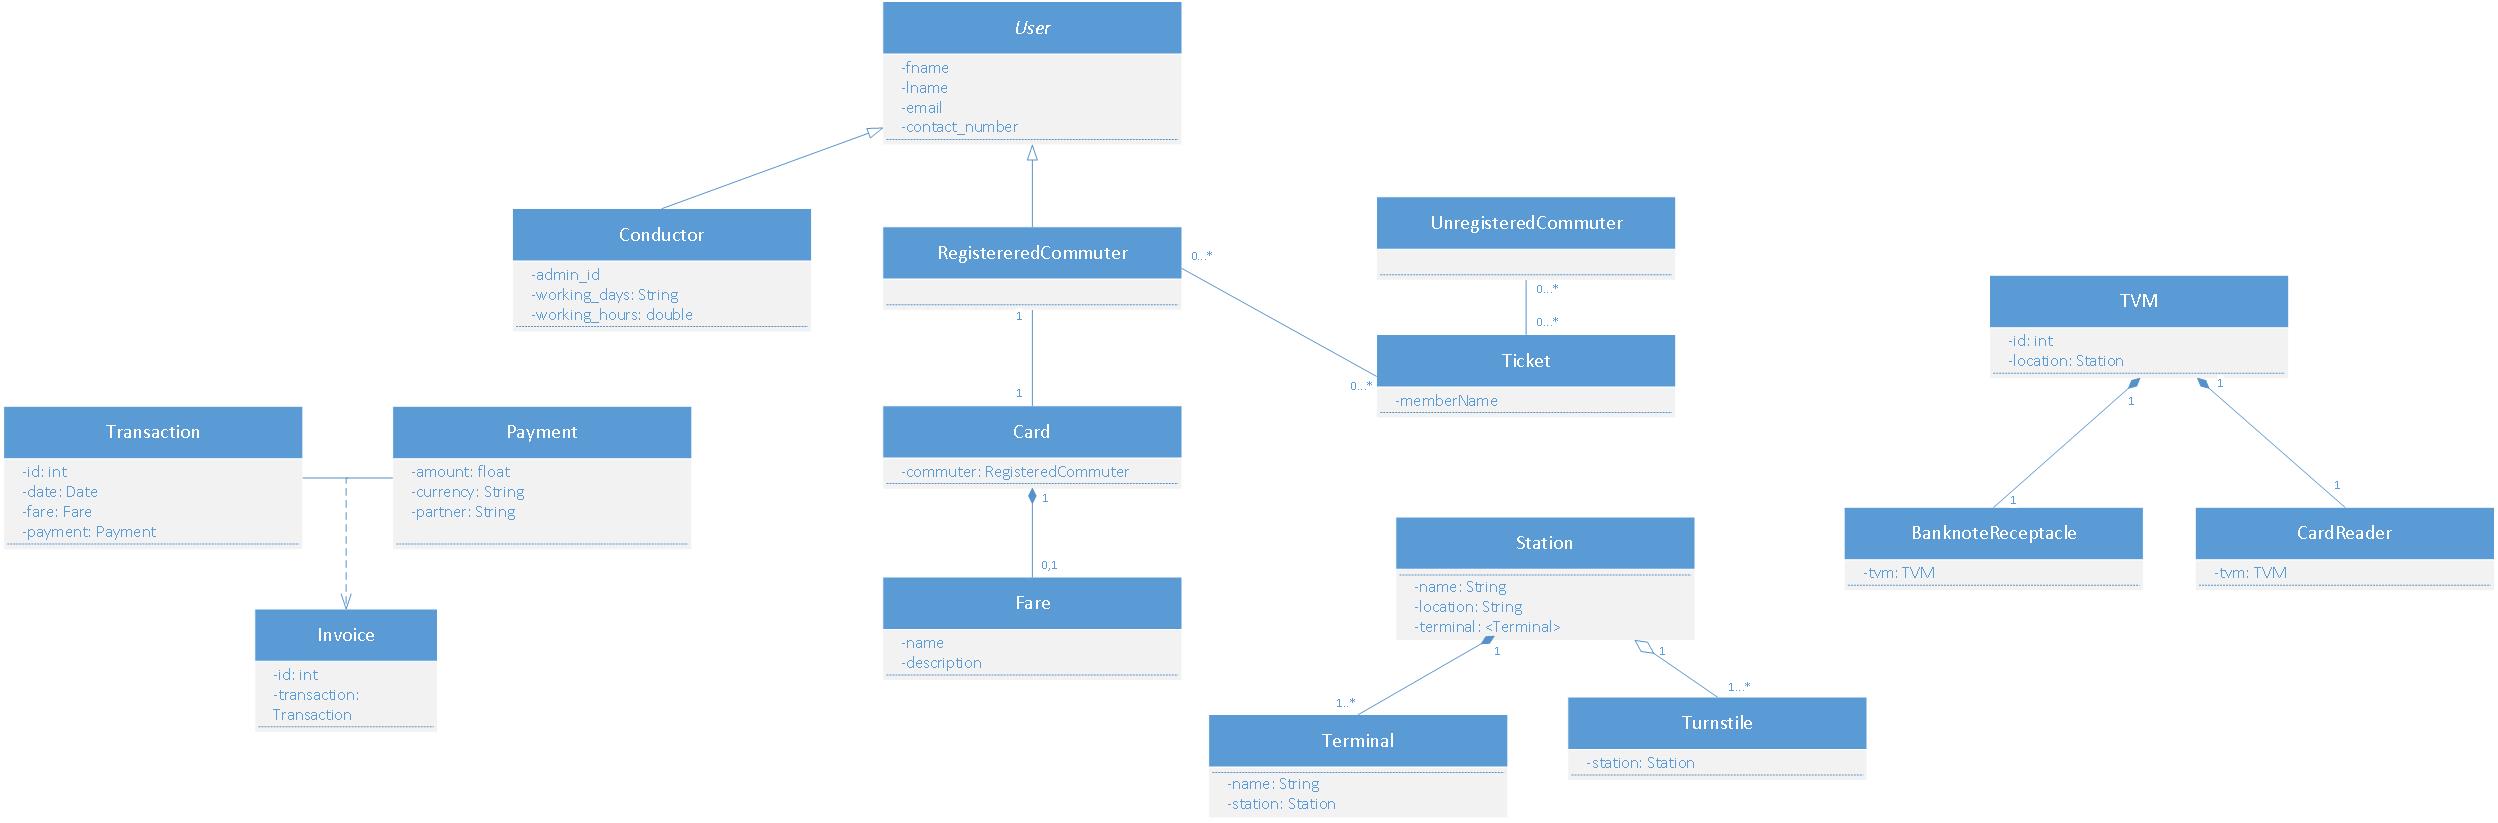 User
-fname
-lname
-email
-contact_number
Conductor
-admin_id
-working_days: String
-working_hours: double
RegistereredCommuter
0...*
1
UnregisteredCommuter
0...*
0...*
Ticket
0...*
-memberName
TVM
-id: int
-location: Station
1
1
Transaction
-id: int
-date: Date
-fare: Fare
-payment: Payment
Payment
-amount: float
-currency: String
-partner: String
1
Card
-commuter: RegisteredCommuter
1
0,1
Fare
-name
-description
Invoice
-id: int
-transaction:
Transaction
Station
-name: String
-location: String
-terminal: <Terminal>
1
1
1..*
1...*
Terminal
-name: String
-station: Station
Turnstile
-station: Station
1
BanknoteReceptacle
-tvm: TVM
1
CardReader
-tvm: TVM